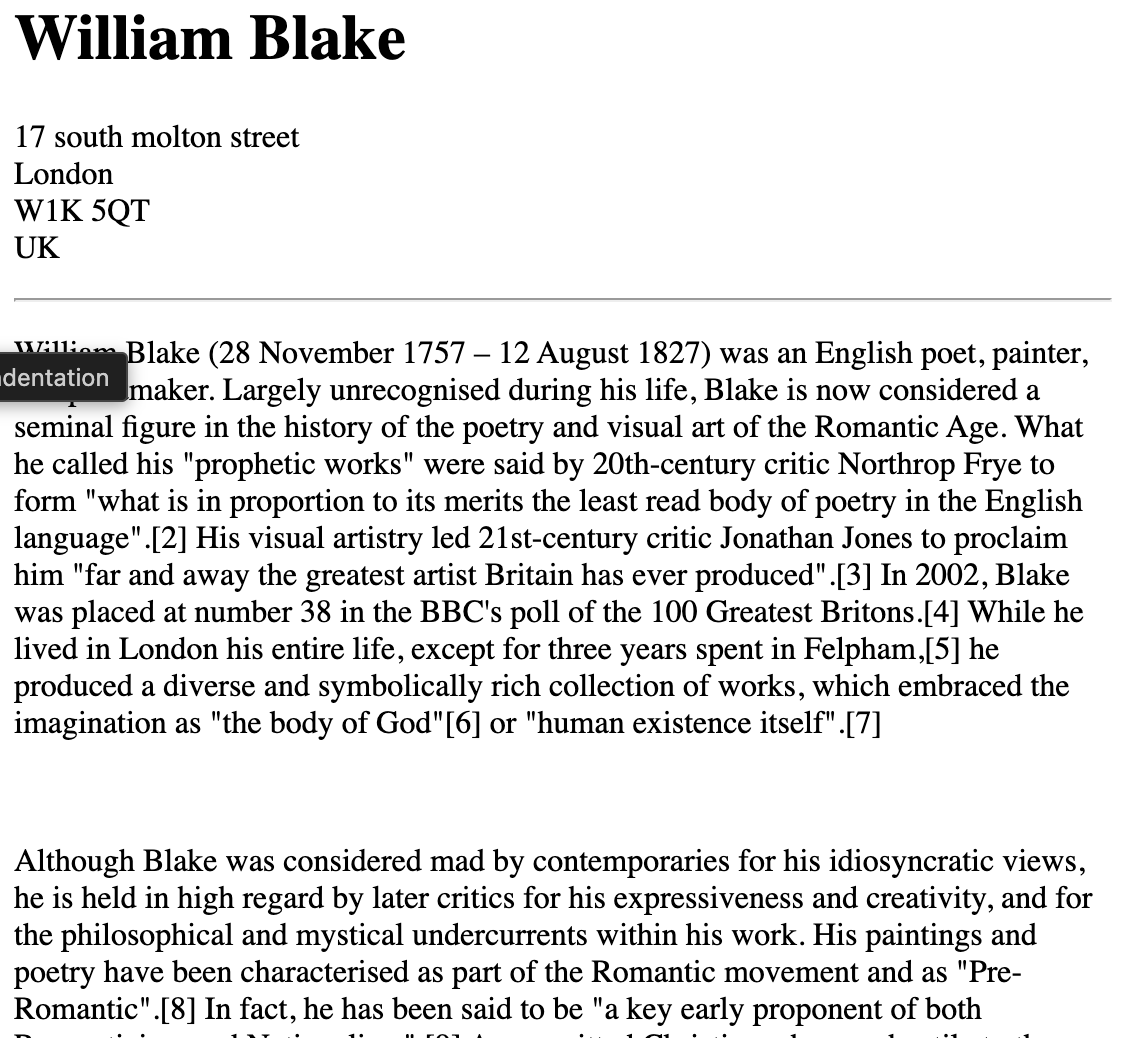 William Blake
17 south molton street
London
W1K 5QT
UK
William Blake (28 November 1757 – 12 August 1827) was an English poet, painter,
ndentation
maker. Largely unrecognised during his life, Blake is now considered a
seminal figure in the history of the poetry and visual art of the Romantic Age. What
he called his "prophetic works" were said by 20th-century critic Northrop Frye to
form "what is in proportion to its merits the least read body of poetry in the English
language".[2] His visual artistry led 21st-century critic Jonathan Jones to proclaim
him "far and away the greatest artist Britain has ever produced".[3] In 2002, Blake
was placed at number 38 in the BBC's poll of the 100 Greatest Britons.[4] While he
lived in London his entire life, except for three years spent in Felpham,[5] he
produced a diverse and symbolically rich collection of works, which embraced the
imagination as "the body of God"[6] or "human existence itself".[7]
Although Blake was considered mad by contemporaries for his idiosyncratic views,
he is held in high regard by later critics for his expressiveness and creativity, and for
the philosophical and mystical undercurrents within his work. His paintings and
poetry have been characterised as part of the Romantic movement and as "Pre-
Romantic".[8] In fact, he has been said to be "a key early proponent of both